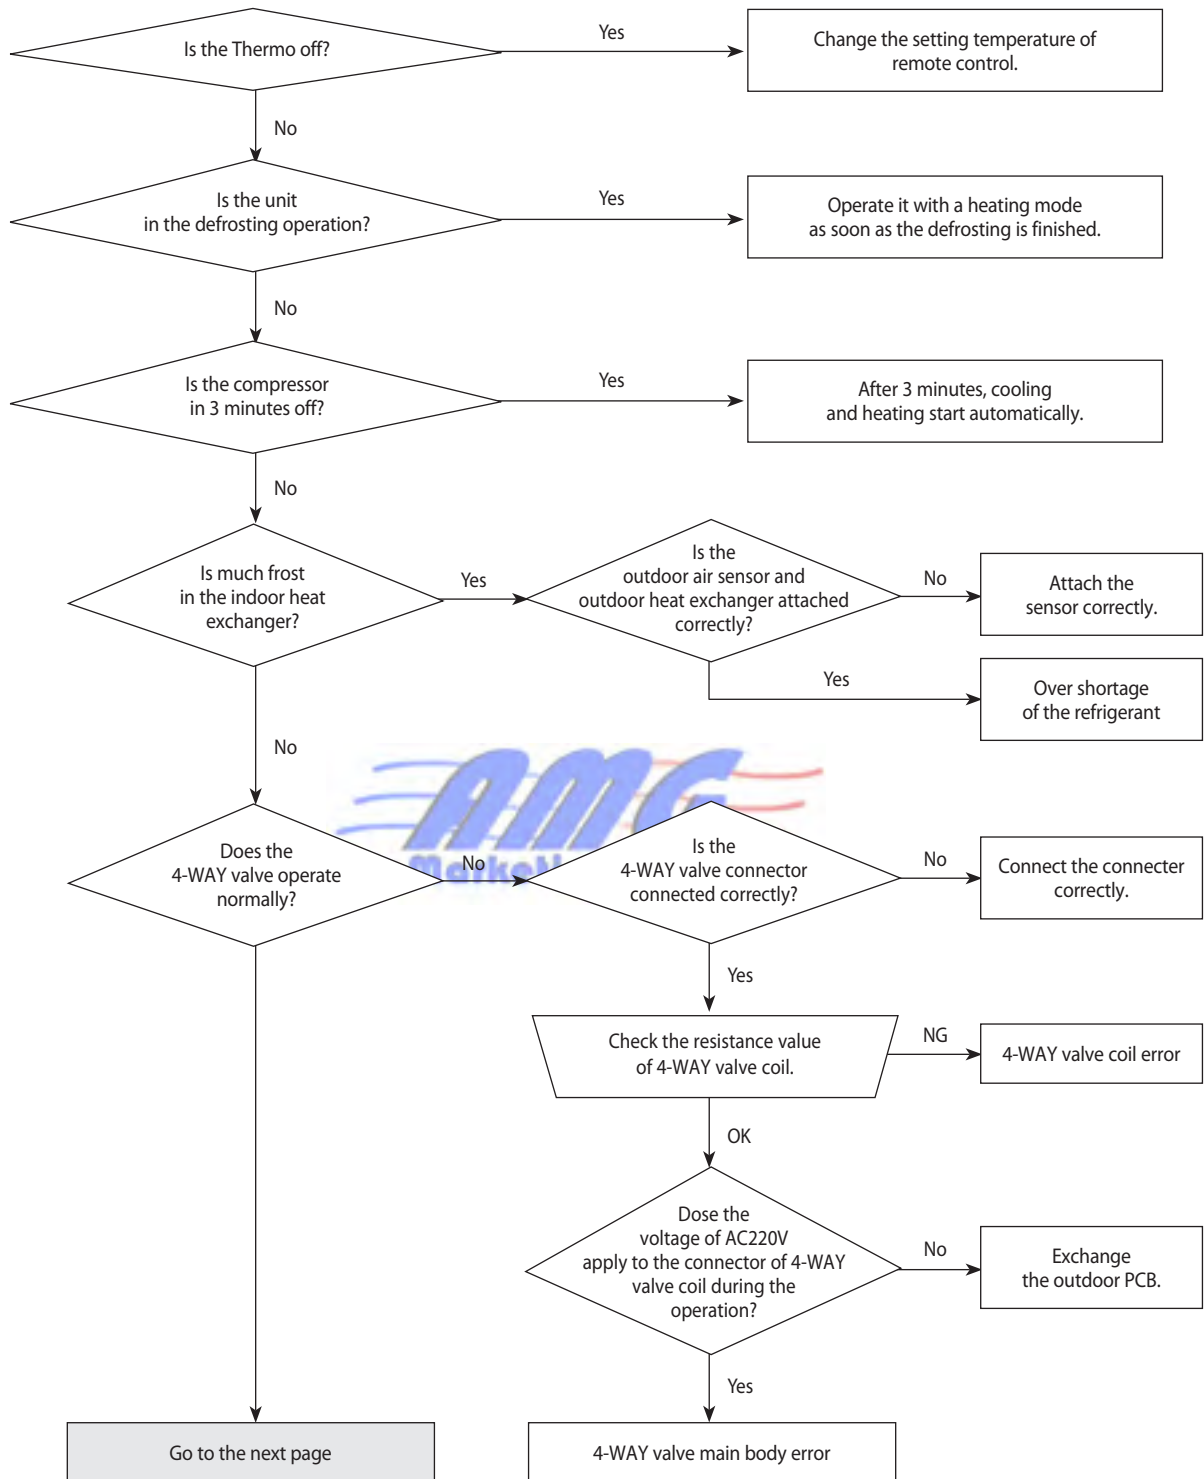 Is the Thermo off?
Yes
Change the setting temperature of
remote control.
No
Is the unit
in the defrosting operation?
Yes
Operate it with a heating mode
as soon as the defrosting is finished.
No
Is the compressor
in 3 minutes off?
Yes
After 3 minutes, cooling
and heating start automatically.
No
Is much frost
in the indoor heat
exchanger?
Yes
Is the
outdoor air sensor and
outdoor heat exchanger attached
correctly?
No
Attach the
sensor correctly.
Yes
Over shortage
of the refrigerant
No
AMG
Does the
4-WAY valve operate
normally?
No
Is the
4-WAY valve connector
connected correctly?
No
Connect the connecter
correctly.
Yes
Check the resistance value
of 4-WAY valve coil.
NG
4-WAY valve coil error
OK
Dose the
voltage of AC220V
apply to the connector of 4-WAY
valve coil during the
operation?
No
Exchange
the outdoor PCB.
Yes
Go to the next page
4-WAY valve main body error